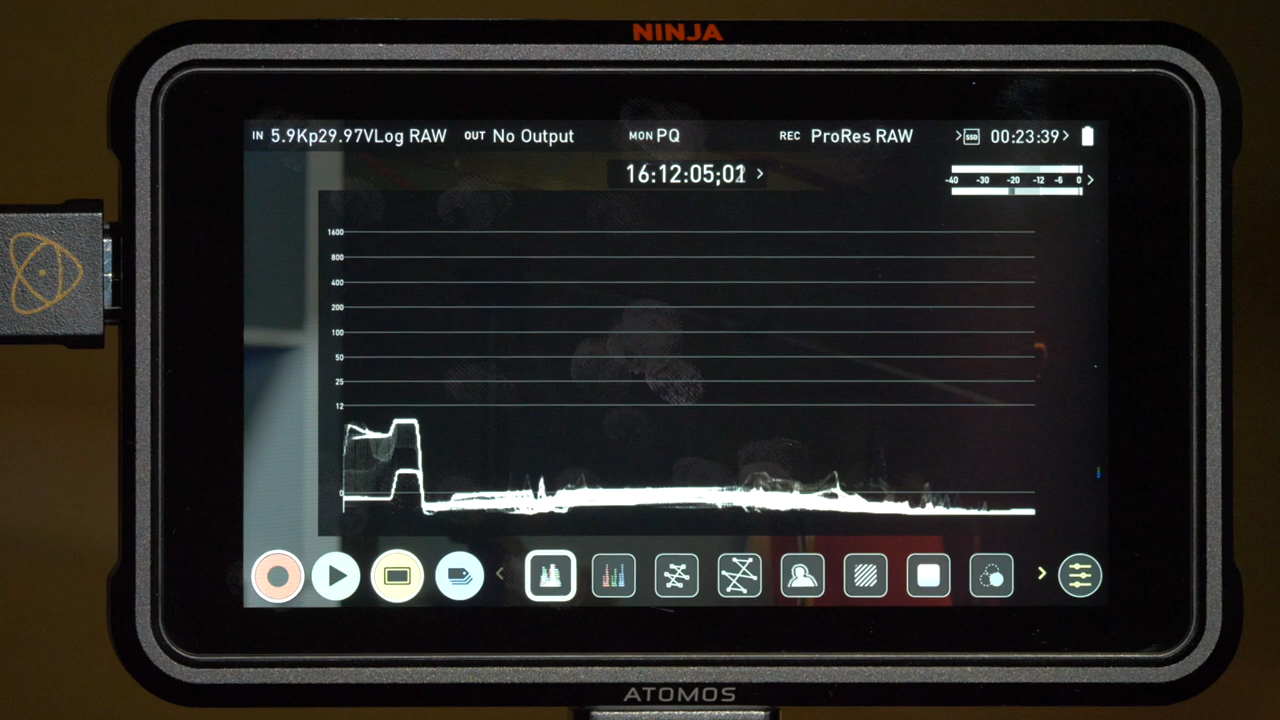 NINJA
IN 5.9Kp29.97VLog RAW OUT No Output MON PQ REC ProRes RAW SSD 00:23:39
-40 -30 -20 -12 -6 0
1600
800
400
200
100
50
25
12
0
ATOMOS